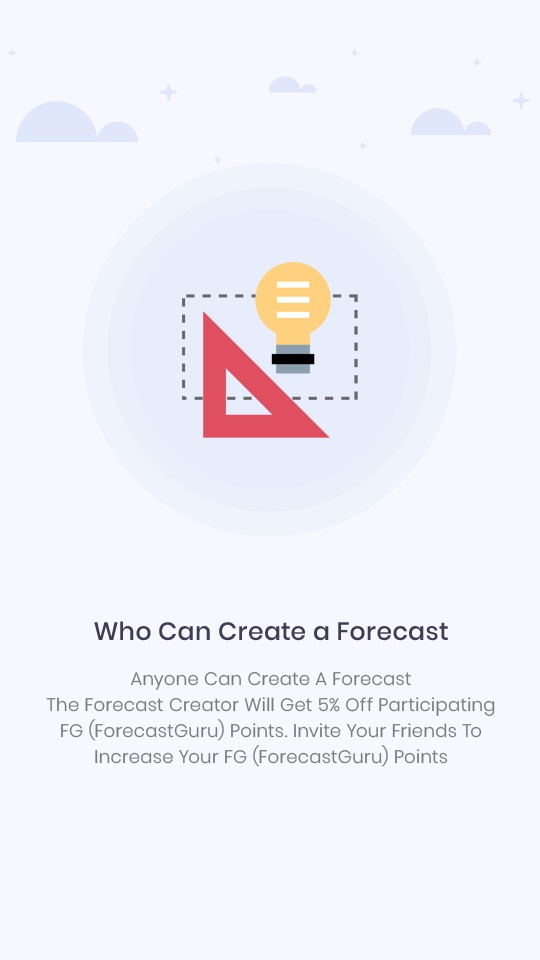 Who Can Create a Forecast
Anyone Can Create A Forecast
The Forecast Creator Will Get 5% Off Participating
FG (ForecastGuru) Points. Invite Your Friends To
Increase Your FG (ForecastGuru) Points